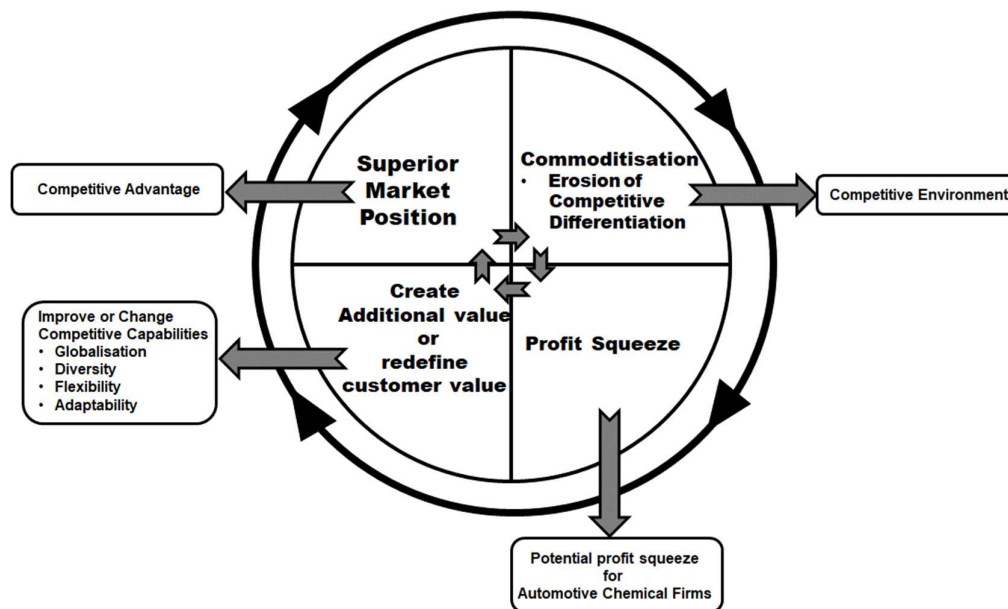 Superior
Market
Position
Commoditisation
• Erosion of
Competitive
Differentiation
Competitive Advantage
Competitive Environment
Create
Additional value
or
redefine
customer value
Profit Squeeze
Improve or Change
Competitive Capabilities
• Globalisation
• Diversity
• Flexibility
• Adaptability
Potential profit squeeze
for
Automotive Chemical Firms